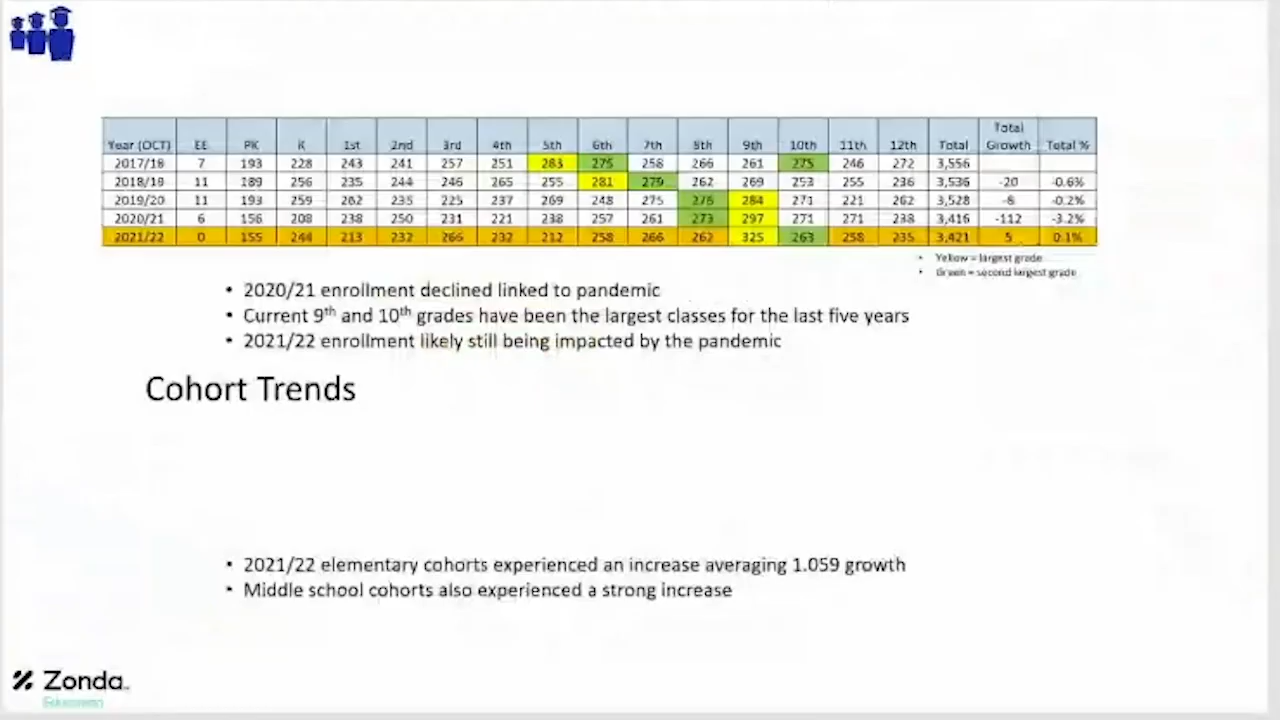 Year (OCT) EE PK K 1st 2nd 3rd 4th 5th 6th 7th 8th 9th 10th 11th 12th Total Total Growth Total %
2017/18 7 193 228 243 241 257 251 283 275 258 266 261 275 246 272 3,556
2018/19 11 189 256 235 244 246 265 255 281 279 262 269 253 255 236 3,536 -20 -0.6%
2019/20 11 193 259 262 235 225 237 269 248 275 276 284 271 221 262 3,528 -8 -0.2%
2020/21 6 156 208 238 250 231 221 238 257 261 273 297 271 271 238 3,416 -112 -3.2%
2021/22 0 155 244 213 232 266 232 212 258 266 262 325 263 258 235 3,421 5 0.1%
• Yellow = largest grade
• Green = second largest grade
• 2020/21 enrollment declined linked to pandemic
• Current 9th and 10th grades have been the largest classes for the last five years
• 2021/22 enrollment likely still being impacted by the pandemic
Cohort Trends
• 2021/22 elementary cohorts experienced an increase averaging 1.059 growth
• Middle school cohorts also experienced a strong increase
Zonda